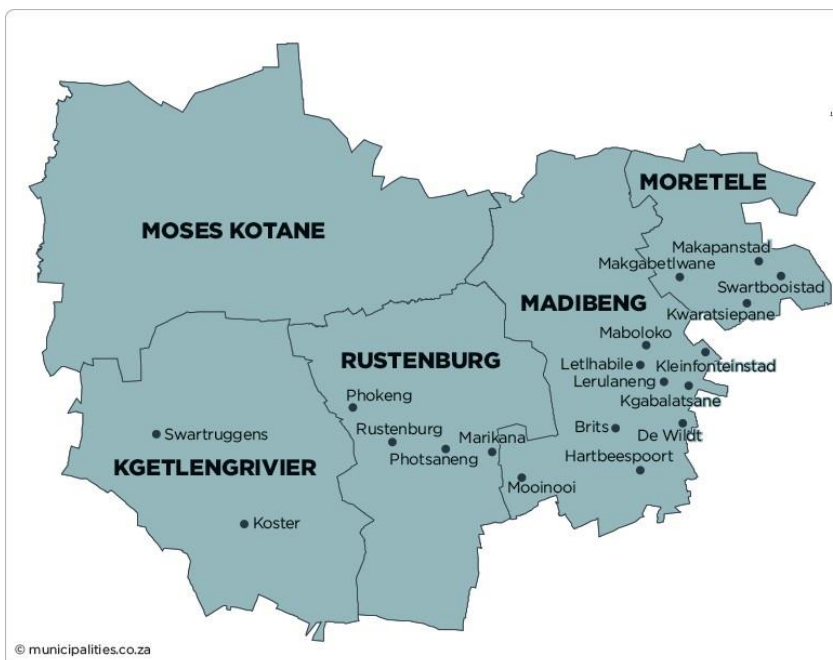 MORETELE
MOSES KOTANE
Makapanstad
Makgabetlwane
Swartbooistad
MADIBENG
Kwaratsiepane
Maboloko
RUSTENBURG
Letlhabile
Kleinfonteinstad
Lerulaneng
Phokeng
Kgabalatsane
Swartruggens
Rustenburg
Marikana
Brits
De Wildt
Photsaneng
KGETLENGRIVIER
Hartbeespoort
Mooinooi
Koster
© municipalities.co.za